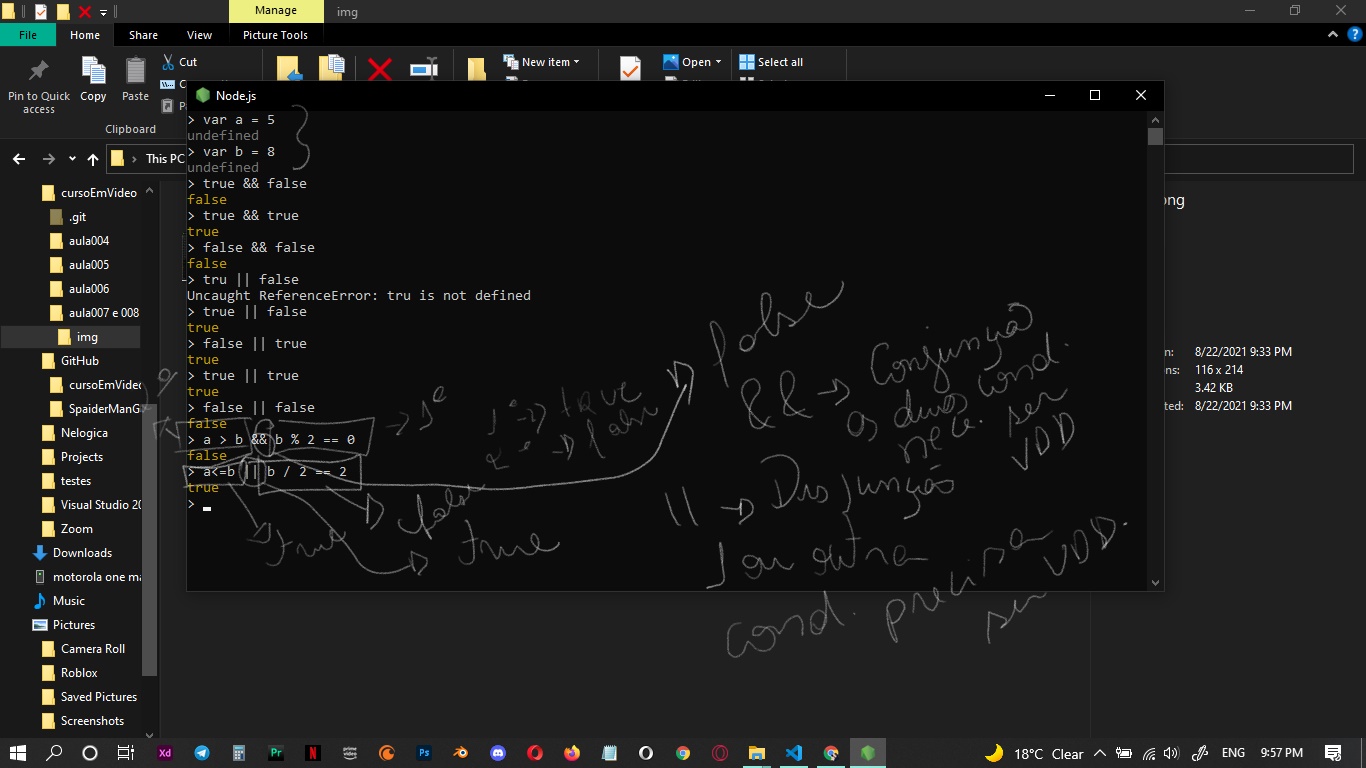 Manage
img
File
Home
Share
View
Picture Tools
Pin to Quick access
Copy
Paste
Cut
New item
Open
Select all
Clipboard
This PC
Node.js
> var a = 5
undefined
> var b = 8
undefined
> true && false
false
> true && true
true
> false && false
false
> tru || false
Uncaught ReferenceError: tru is not defined
> true || false
true
> false || true
true
> true || true
true
> false || false
false
> a > b && b % 2 == 0
false
> a<=b || b / 2 == 2
true
>
false
&& → Conjunção
as duas cond.
nece. ser
VDD
|| → Disjunção
1 ou outra
cond. precisa
ser VDD.
true
false
true
true
cursoEmVideo
.git
aula004
aula005
aula006
aula007 e 008
img
GitHub
cursoEmVideo
SpaiderManG
Nelogica
Projects
testes
Visual Studio 20
Zoom
Downloads
motorola one ma
Music
Pictures
Camera Roll
Roblox
Saved Pictures
Screenshots
8/22/2021 9:33 PM
116 x 214
3.42 KB
8/22/2021 9:33 PM
18°C Clear
ENG
9:57 PM